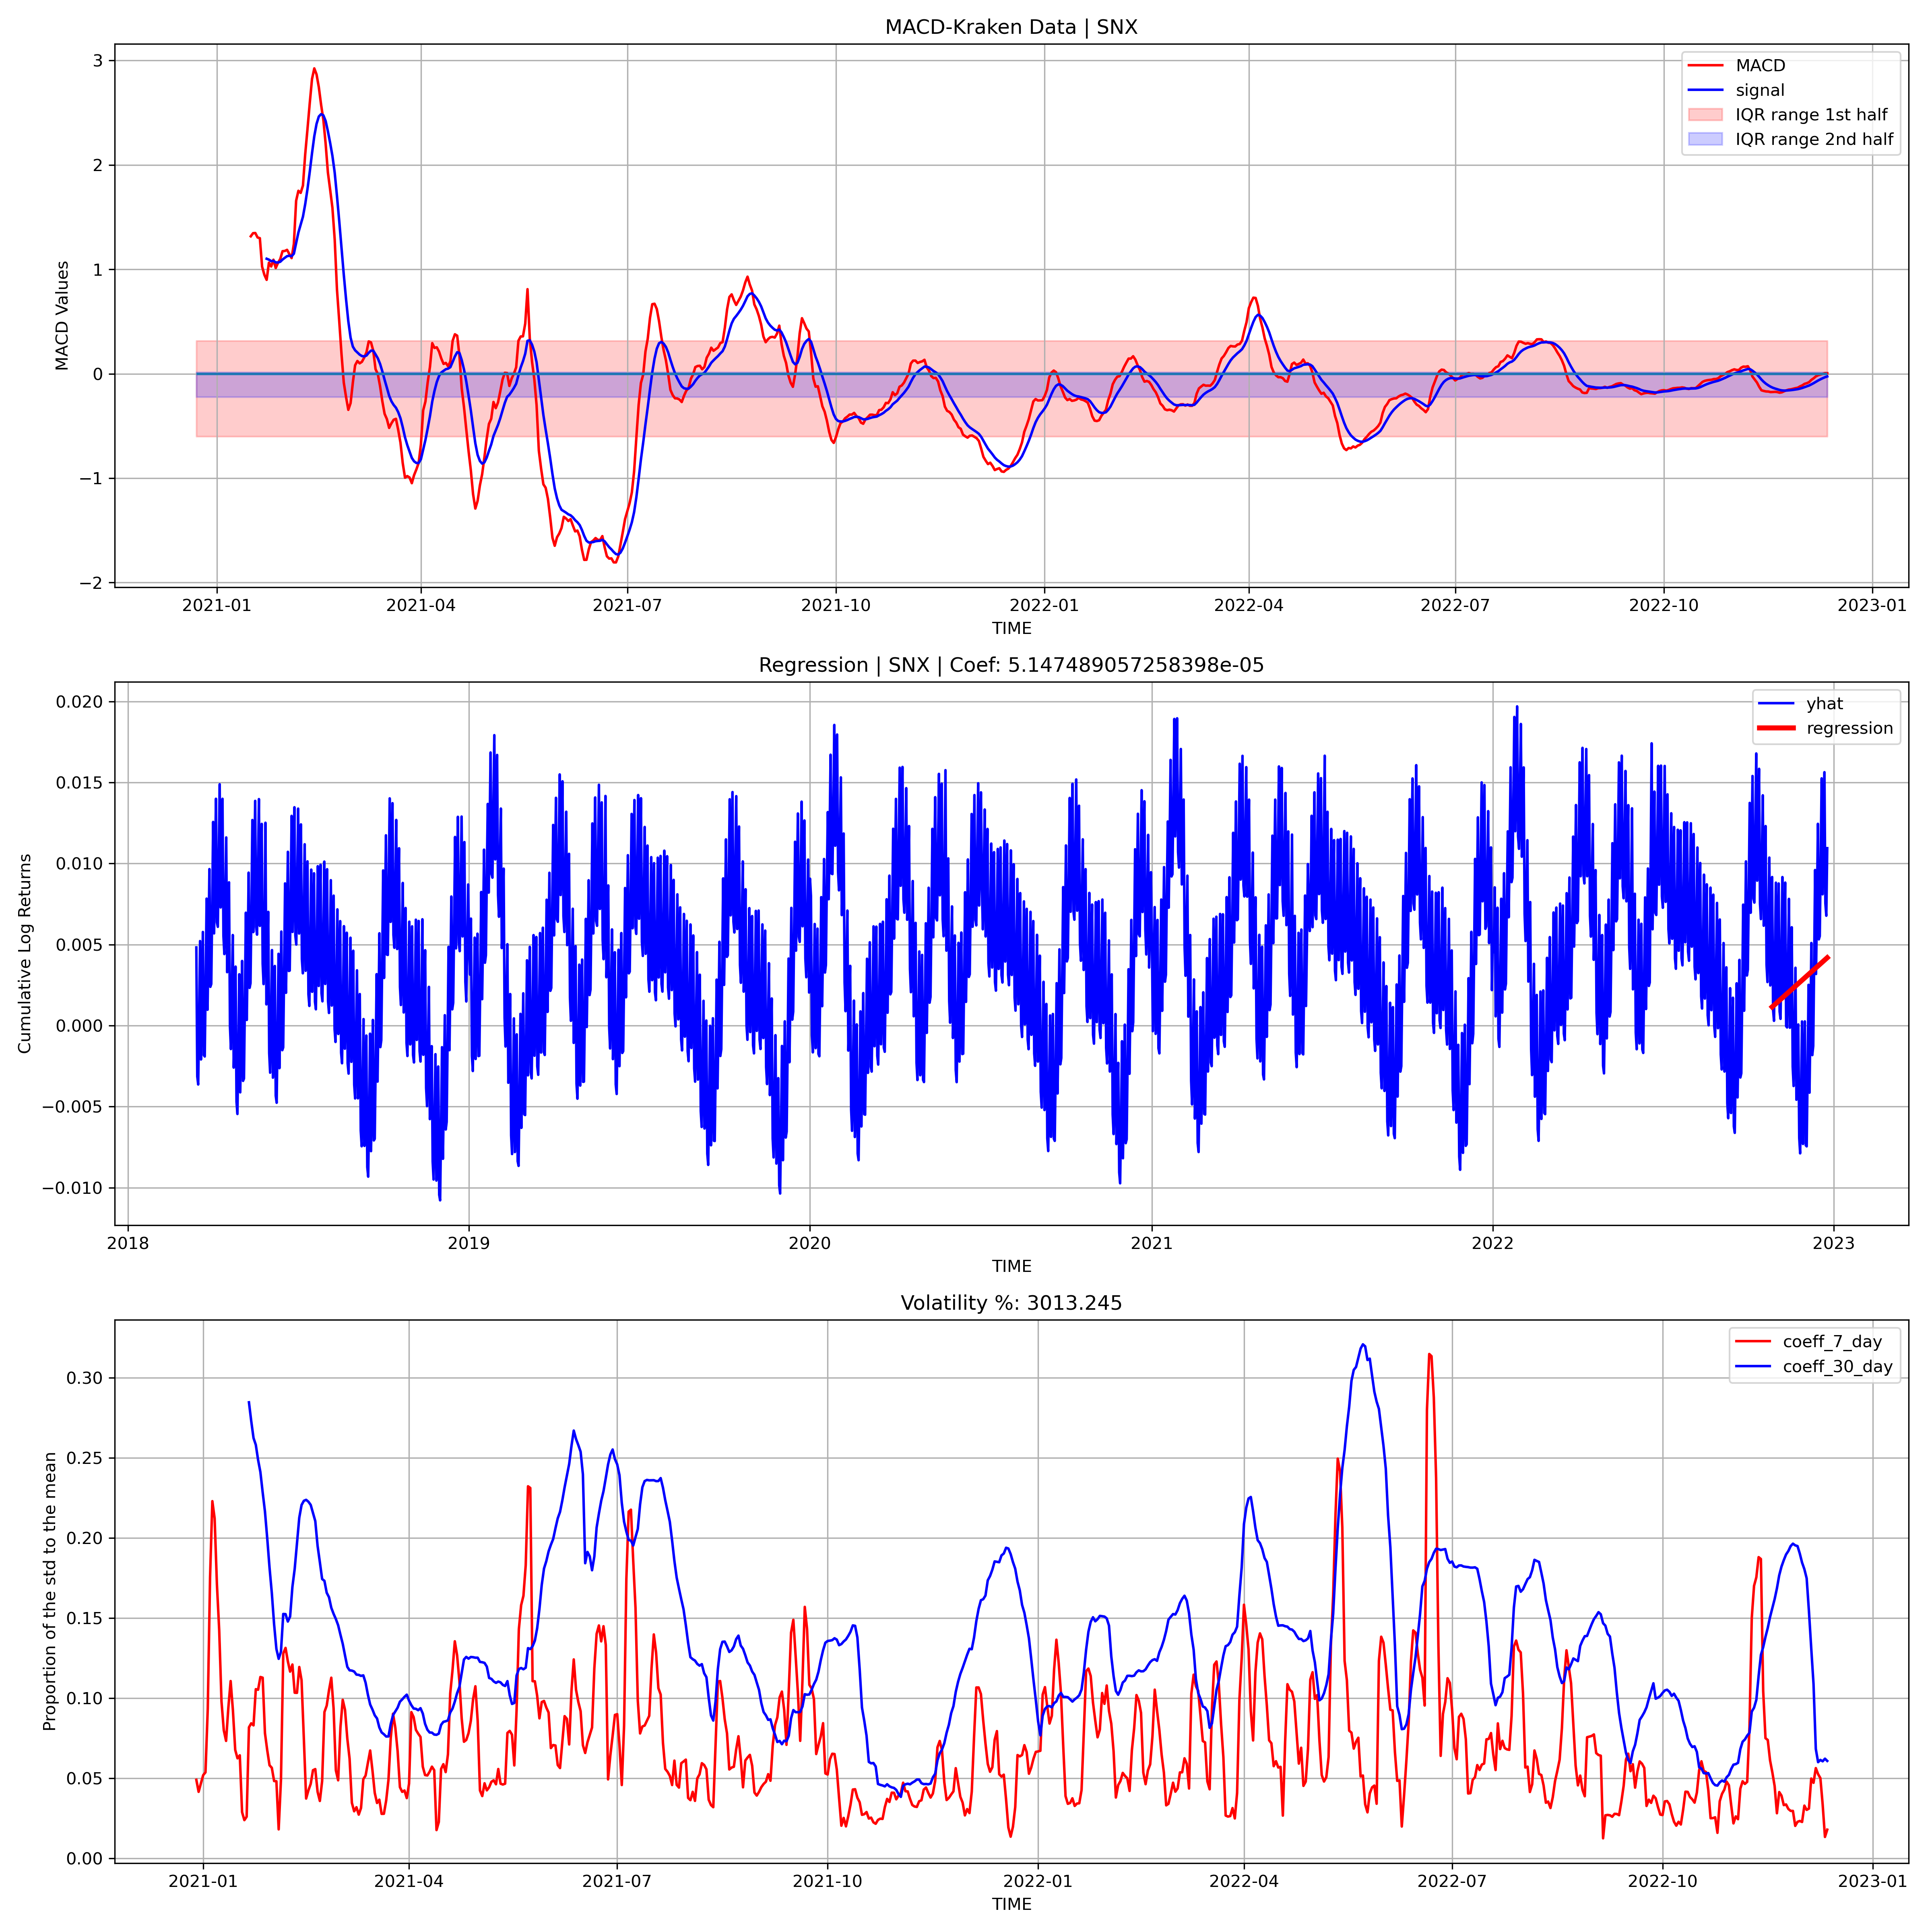 MACD-Kraken Data | SNX
MACD
signal
IQR range 1st half
IQR range 2nd half
MACD Values
3
2
1
0
−1
−2
2021-01
2021-04
2021-07
2021-10
2022-01
2022-04
2022-07
2022-10
2023-01
TIME
Regression | SNX | Coef: 5.147489057258398e-05
yhat
regression
Cumulative Log Returns
0.020
0.015
0.010
0.005
0.000
−0.005
−0.010
2018
2019
2020
2021
2022
2023
TIME
Volatility %: 3013.245
coeff_7_day
coeff_30_day
Proportion of the std to the mean
0.30
0.25
0.20
0.15
0.10
0.05
0.00
2021-01
2021-04
2021-07
2021-10
2022-01
2022-04
2022-07
2022-10
2023-01
TIME